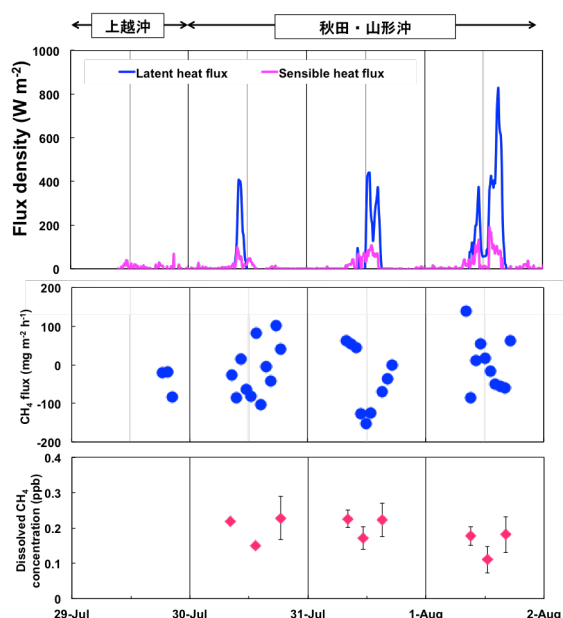 上越沖
秋田・山形沖
1000
800
600
400
200
0
Flux density (W m-2)
Latent heat flux
Sensible heat flux
200
100
0
-100
-200
CH4 flux (mg m-2 h-1)
0.4
0.3
0.2
0.1
0
Dissolved CH4
concentration (ppb)
29-Jul
30-Jul
31-Jul
1-Aug
2-Aug